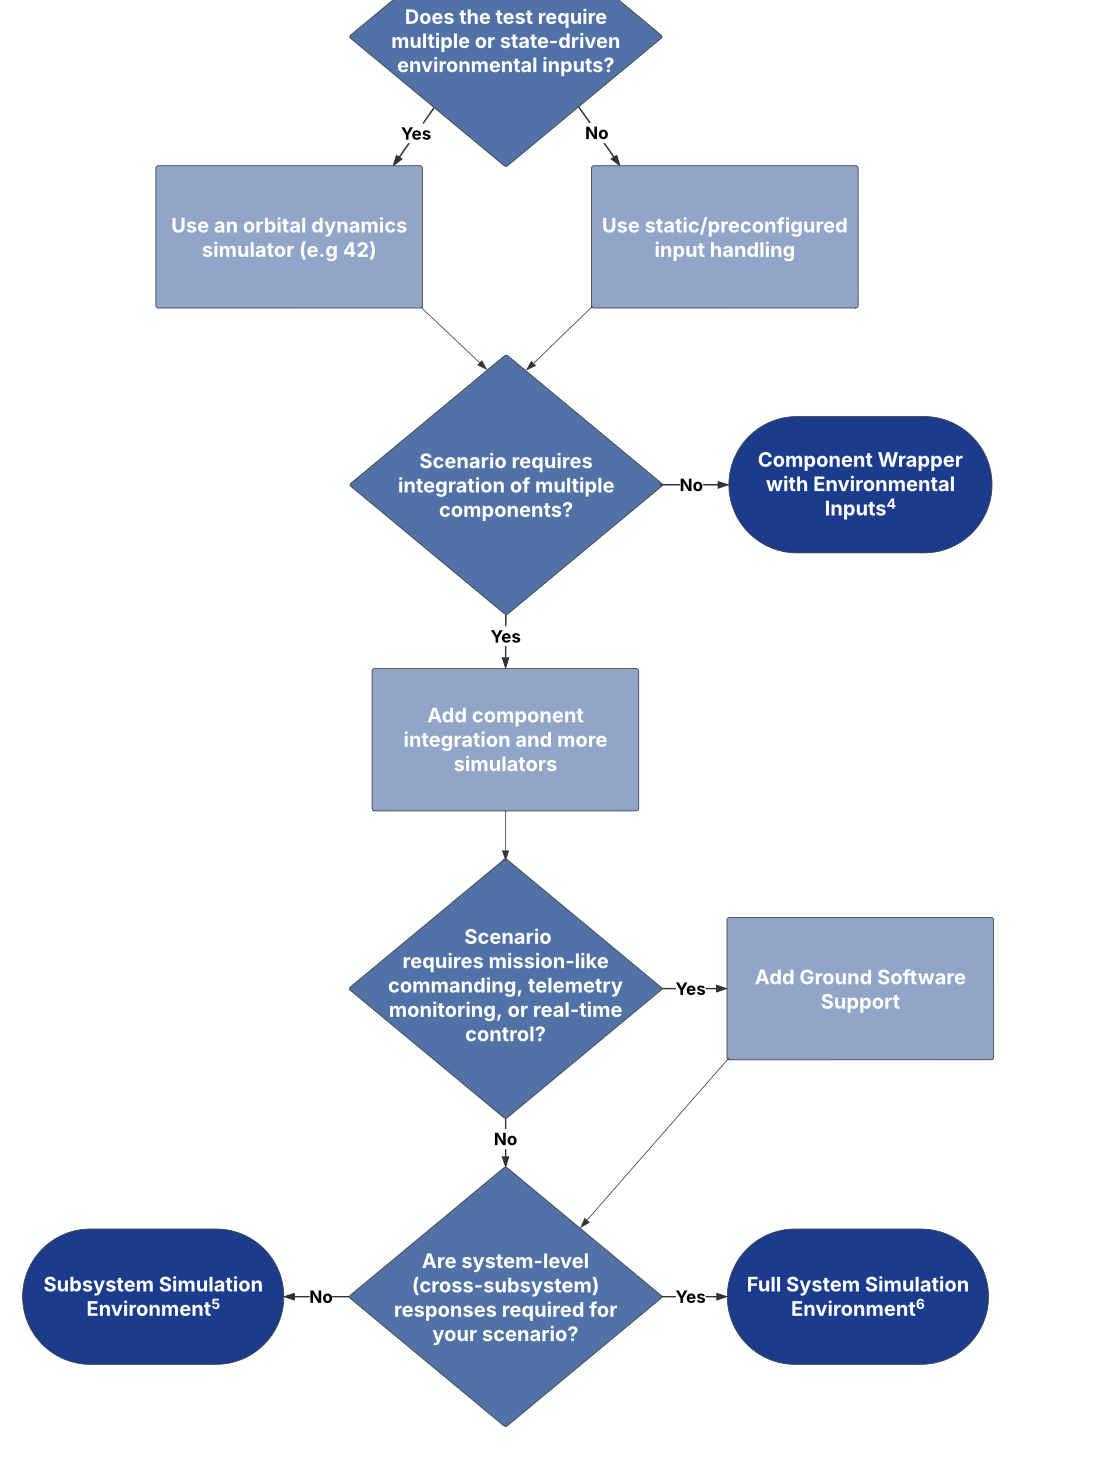 Does the test require
multiple or state-driven
environmental inputs?
Yes
No
Use an orbital dynamics
simulator (e.g 42)
Use static/preconfigured
input handling
Scenario requires
integration of multiple
components?
No
Component Wrapper
with Environmental
Inputs⁴
Yes
Add component
integration and more
simulators
Scenario
requires mission-like
commanding, telemetry
monitoring, or real-time
control?
Yes
Add Ground Software
Support
No
Are system-level
(cross-subsystem)
responses required for
your scenario?
No
Subsystem Simulation
Environment⁵
Yes
Full System Simulation
Environment⁶